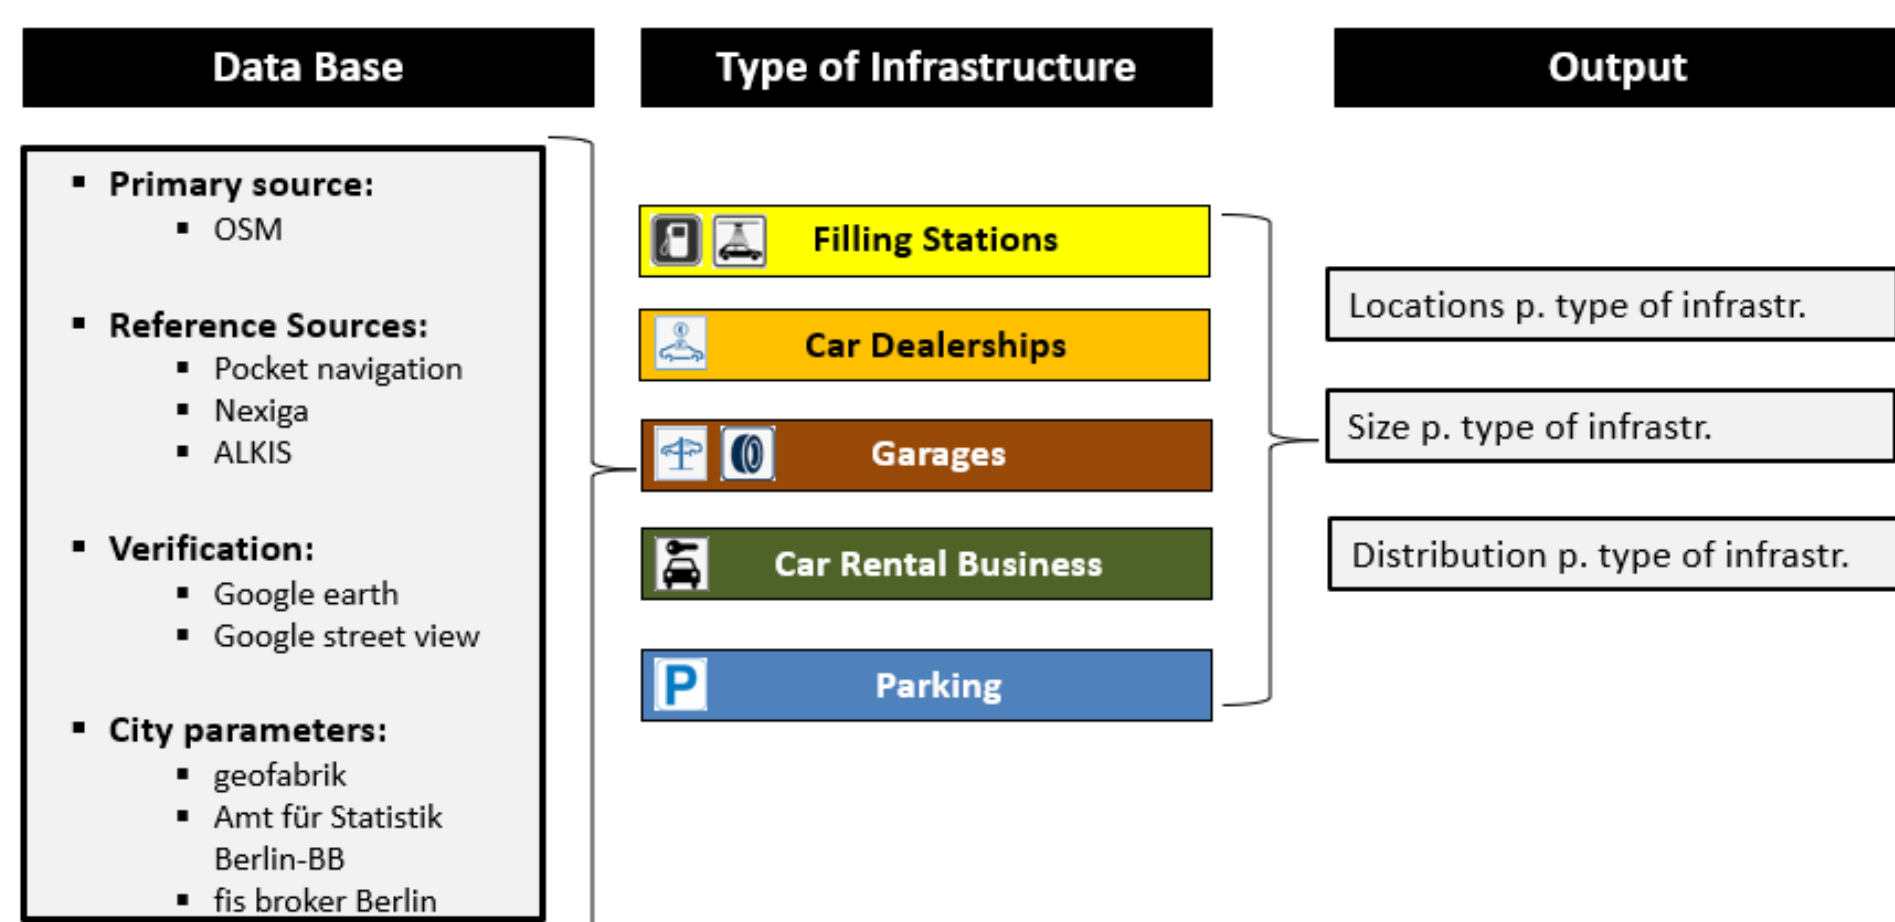 Data Base
Type of Infrastructure
Output
Primary source:
OSM
Reference Sources:
Pocket navigation
Nexiga
ALKIS
Verification:
Google earth
Google street view
City parameters:
geofabrik
Amt für Statistik
Berlin-BB
fis broker Berlin
Filling Stations
Car Dealerships
Garages
Car Rental Business
P
Parking
Locations p. type of infrastr.
Size p. type of infrastr.
Distribution p. type of infrastr.